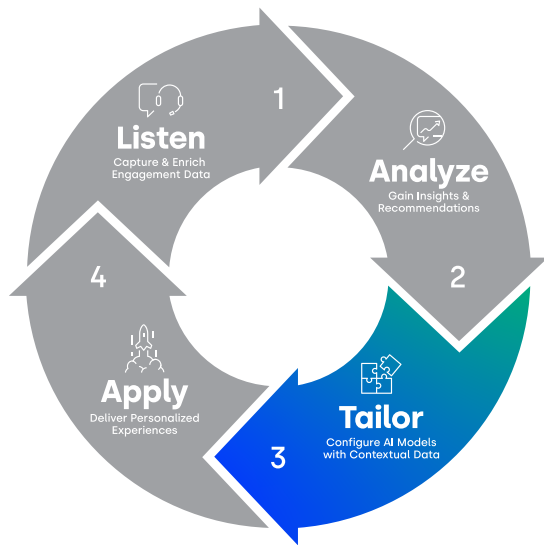 1
Listen
Capture & Enrich
Engagement Data
Analyze
Gain Insights &
Recommendations
2
Tailor
Configure AI Models
with Contextual Data
3
Apply
Deliver Personalized
Experiences
4